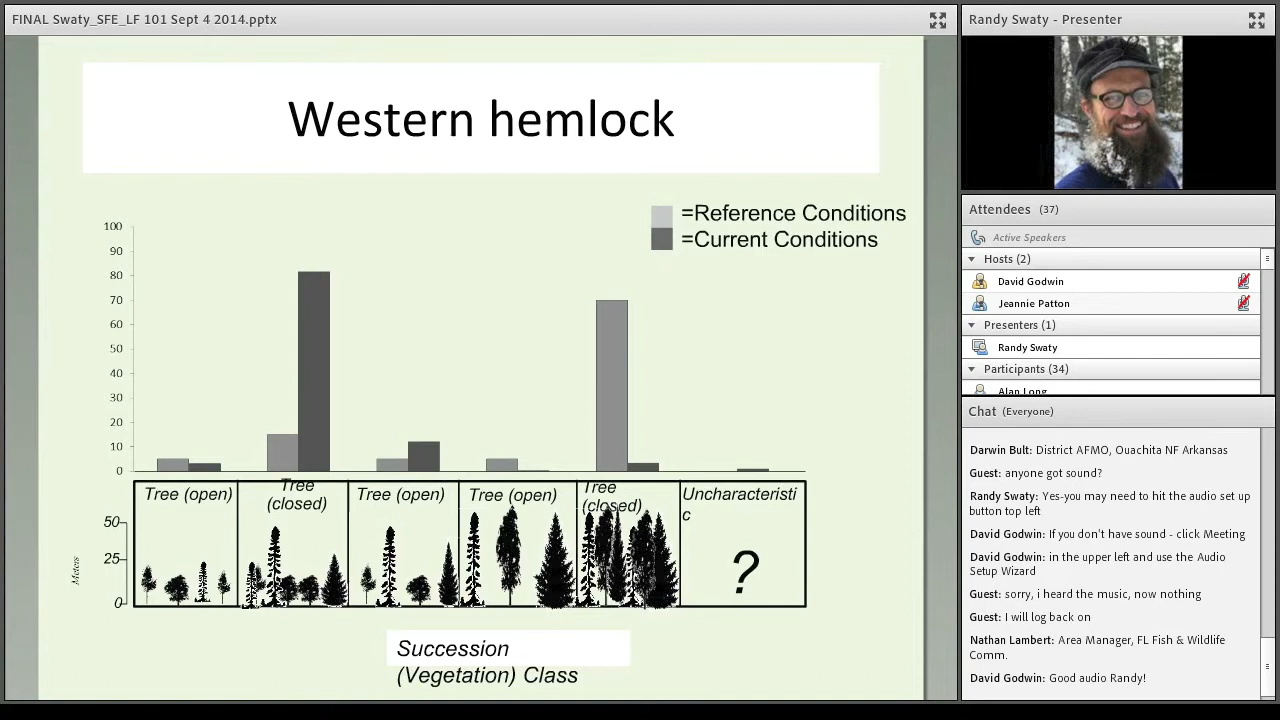 FINAL Swaty_SFE_LF 101 Sept 4 2014.pptx
Western hemlock
=Reference Conditions
=Current Conditions
100
90
80
70
60
50
40
30
20
10
0
Tree (open)
Tree
(closed)
Tree (open)
Tree (open)
Tree
(closed)
Uncharacteristi
c
50
25
0
Meters
?
Succession
(Vegetation) Class
Randy Swaty - Presenter
Attendees (37)
Active Speakers
Hosts (2)
David Godwin
Jeannie Patton
Presenters (1)
Randy Swaty
Participants (34)
Alan Long
Chat (Everyone)
Darwin Bult: District AFMO, Ouachita NF Arkansas
Guest: anyone got sound?
Randy Swaty: Yes-you may need to hit the audio set up
button top left
David Godwin: If you don't have sound - click Meeting
David Godwin: in the upper left and use the Audio
Setup Wizard
Guest: sorry, i heard the music, now nothing
Guest: I will log back on
Nathan Lambert: Area Manager, FL Fish & Wildlife
Comm.
David Godwin: Good audio Randy!